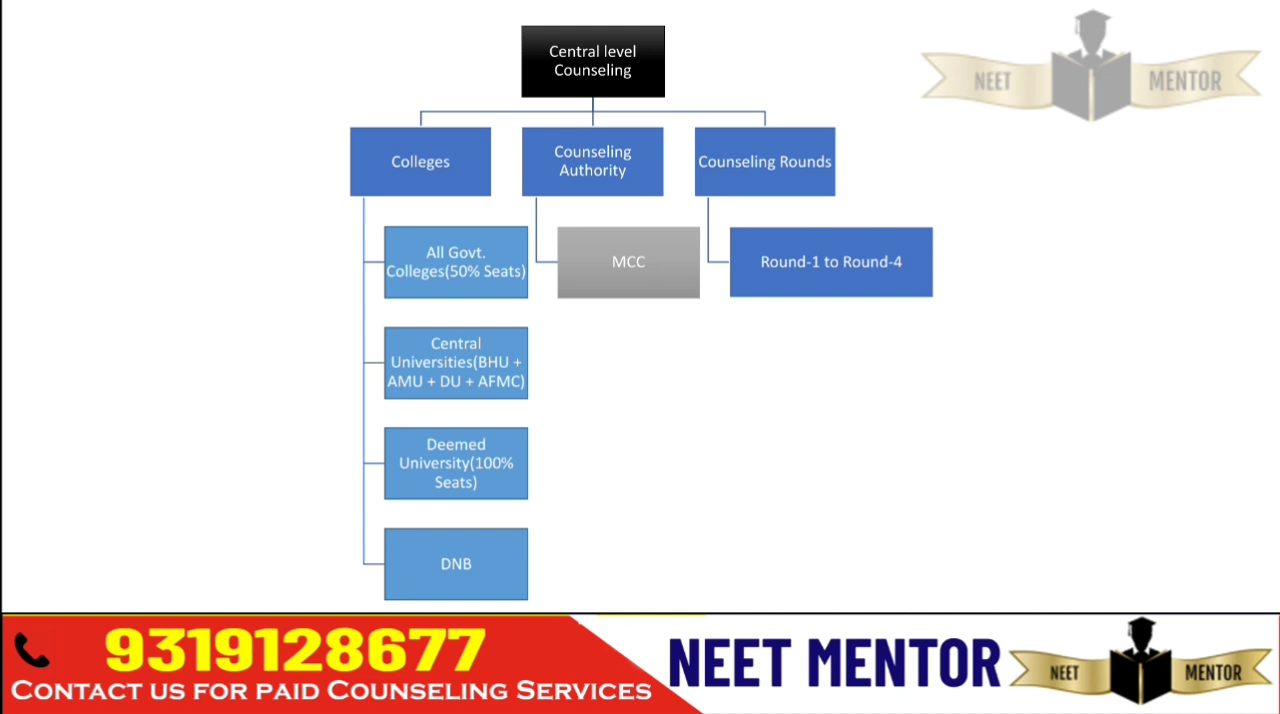 Central level
Counseling
NEET MENTOR
Colleges
Counseling
Authority
Counseling Rounds
All Govt.
Colleges(50% Seats)
MCC
Round-1 to Round-4
Central
Universities(BHU +
AMU + DU + AFMC)
Deemed
University(100%
Seats)
DNB
9319128677
CONTACT US FOR PAID COUNSELING SERVICES
NEET MENTOR
NEET MENTOR